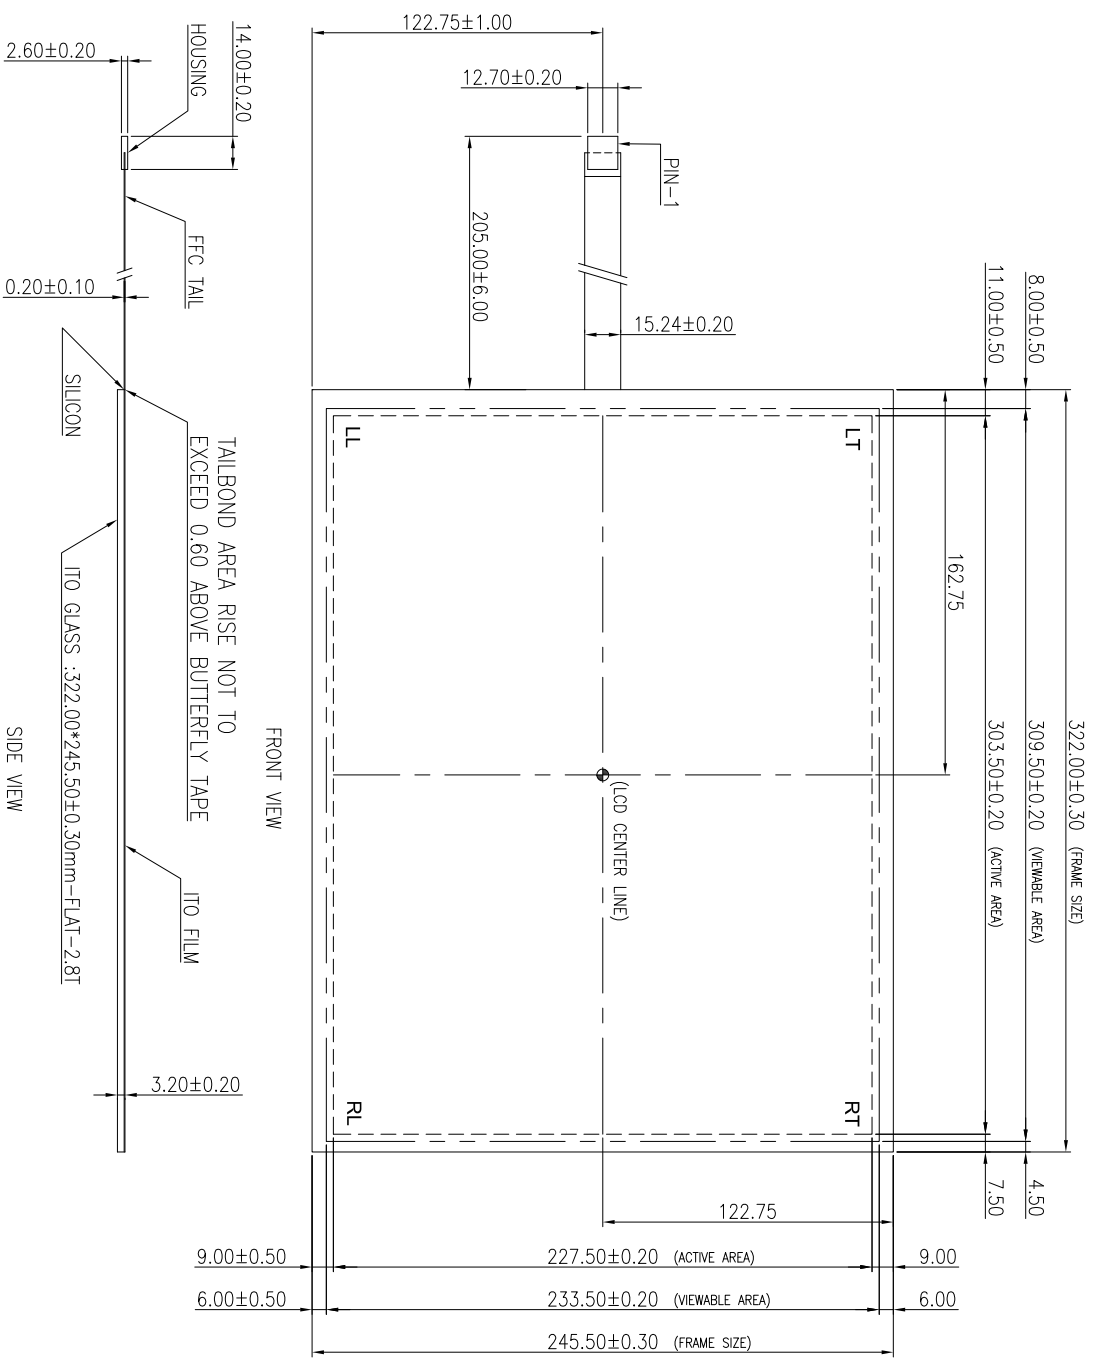 322.00±0.30 (FRAME SIZE)
309.50±0.20 (VIEWABLE AREA)
303.50±0.20 (ACTIVE AREA)
8.00±0.50
4.50
11.00±0.50
7.50
162.75
122.75
LT
RT
LL
RL
(LCD CENTER LINE)
PIN-1
15.24±0.20
205.00±6.00
12.70±0.20
122.75±1.00
9.00
227.50±0.20 (ACTIVE AREA)
9.00±0.50
6.00
233.50±0.20 (VIEWABLE AREA)
6.00±0.50
245.50±0.30 (FRAME SIZE)
FRONT VIEW
14.00±0.20
HOUSING
2.60±0.20
FFC TAIL
0.20±0.10
SILICON
TAILBOND AREA RISE NOT TO
EXCEED 0.60 ABOVE BUTTERFLY TAPE
ITO FILM
ITO GLASS :322.00*245.50±0.30mm-FLAT-2.8T
3.20±0.20
SIDE VIEW